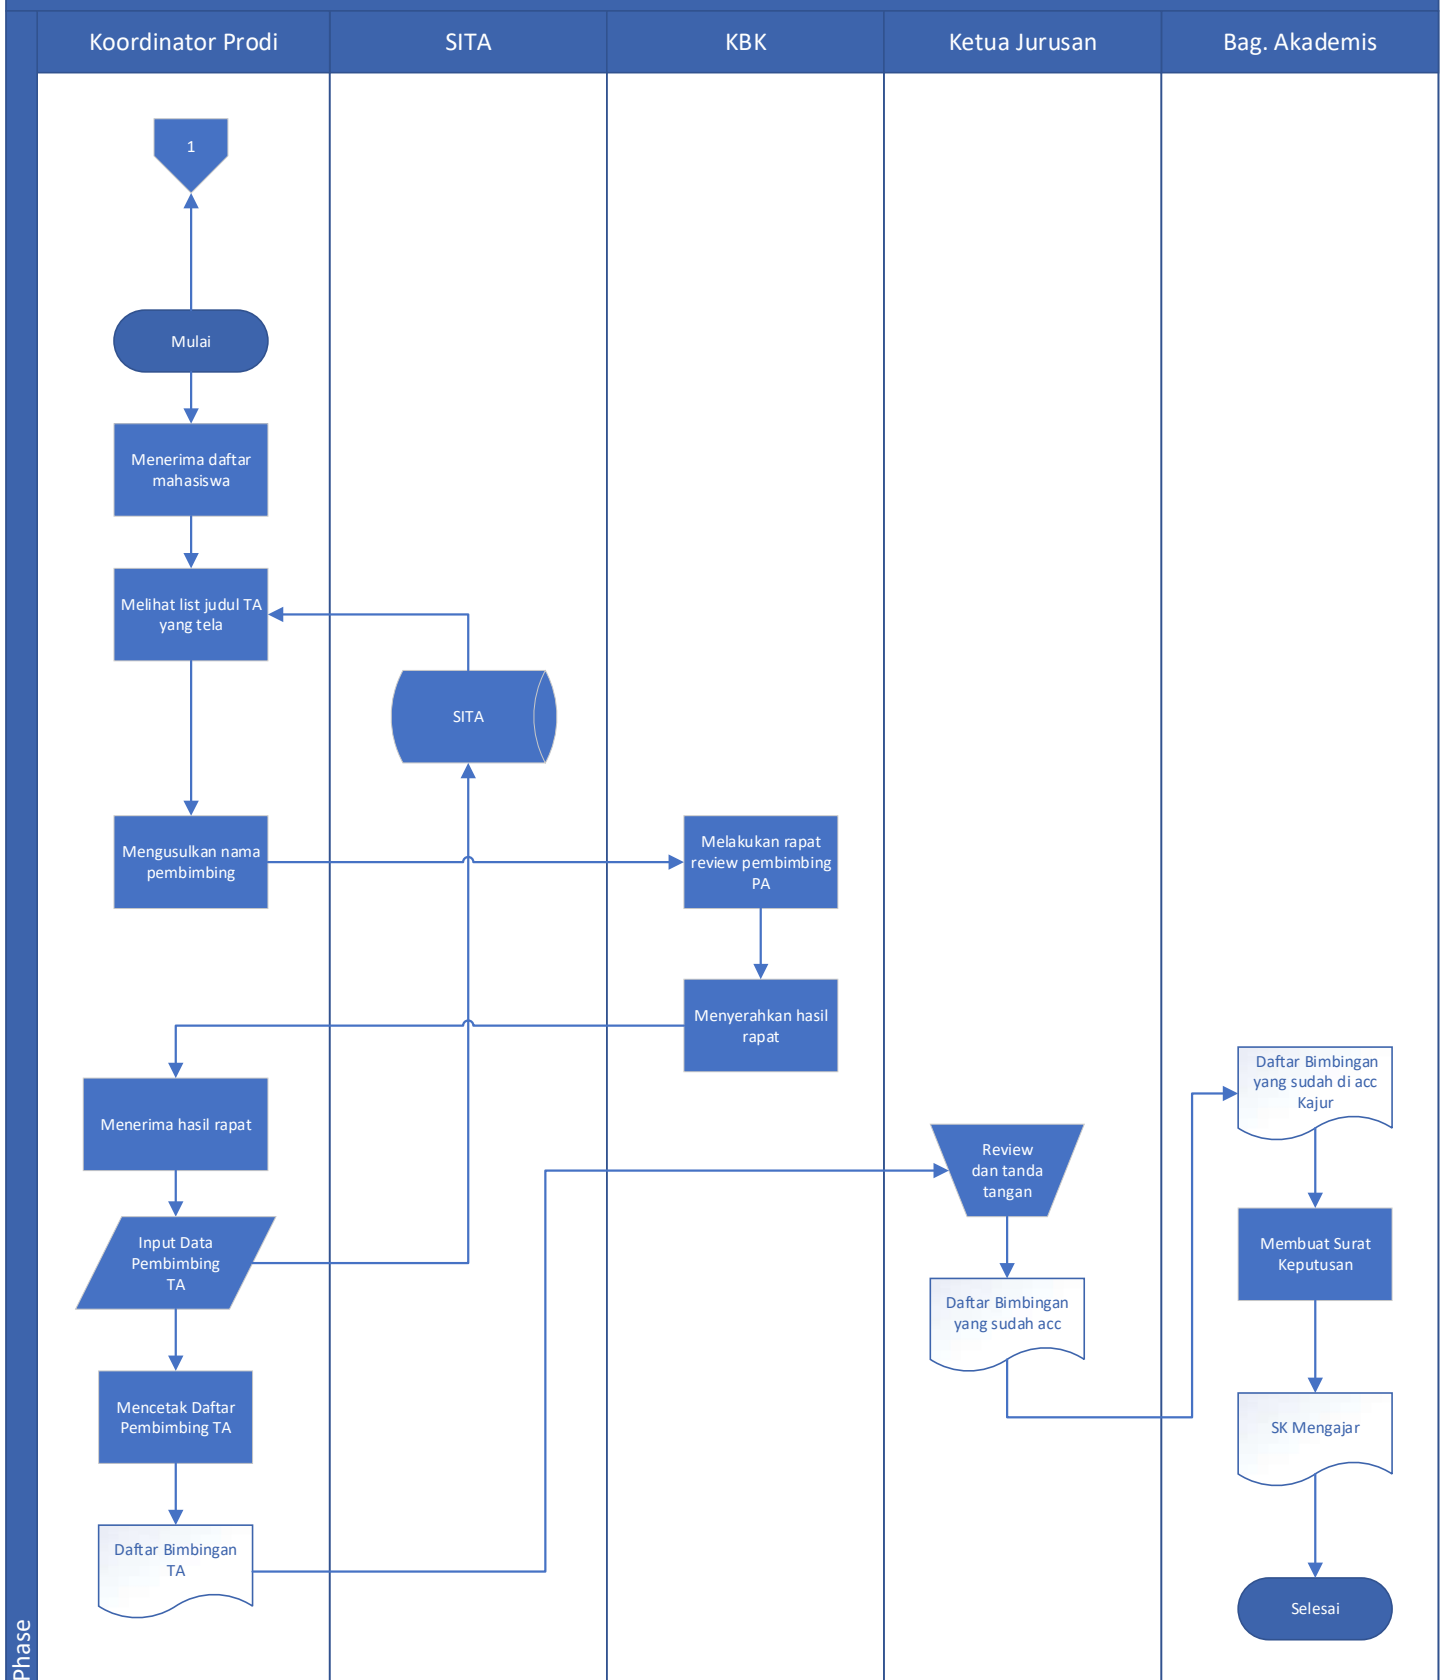 Koordinator Prodi
SITA
KBK
Ketua Jurusan
Bag. Akademis
1
Mulai
Menerima daftar
mahasiswa
Melihat list judul TA
yang tela
SITA
Mengusulkan nama
pembimbing
Melakukan rapat
review pembimbing
PA
Menyerahkan hasil
rapat
Menerima hasil rapat
Input Data
Pembimbing
TA
Mencetak Daftar
Pembimbing TA
Daftar Bimbingan
TA
Review
dan tanda
tangan
Daftar Bimbingan
yang sudah acc
Daftar Bimbingan
yang sudah di acc
Kajur
Membuat Surat
Keputusan
SK Mengajar
Selesai
Phase